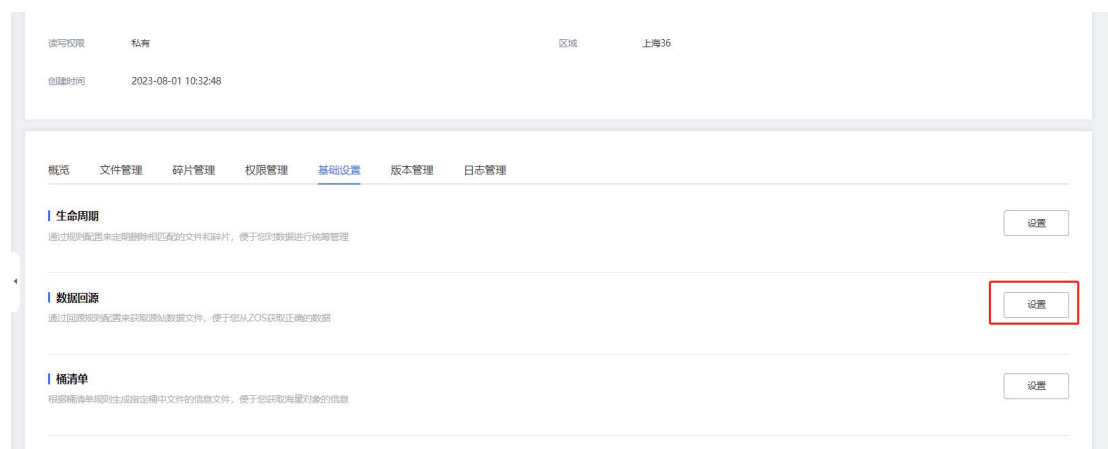 读写权限 私有 区域 上海36
创建时间 2023-08-01 10:32:48
概览 文件管理 碎片管理 权限管理 基础设置 版本管理 日志管理
生命周期 设置
通过规则配置来定期删除相匹配的文件和碎片，便于您对数据进行统筹管理
数据回源 设置
通过回源规则配置来获取源站数据文件，便于您从ZOS获取正确的数据
桶清单 设置
根据桶清单规则生成指定桶中文件的信息文件，便于您获取海量对象的信息